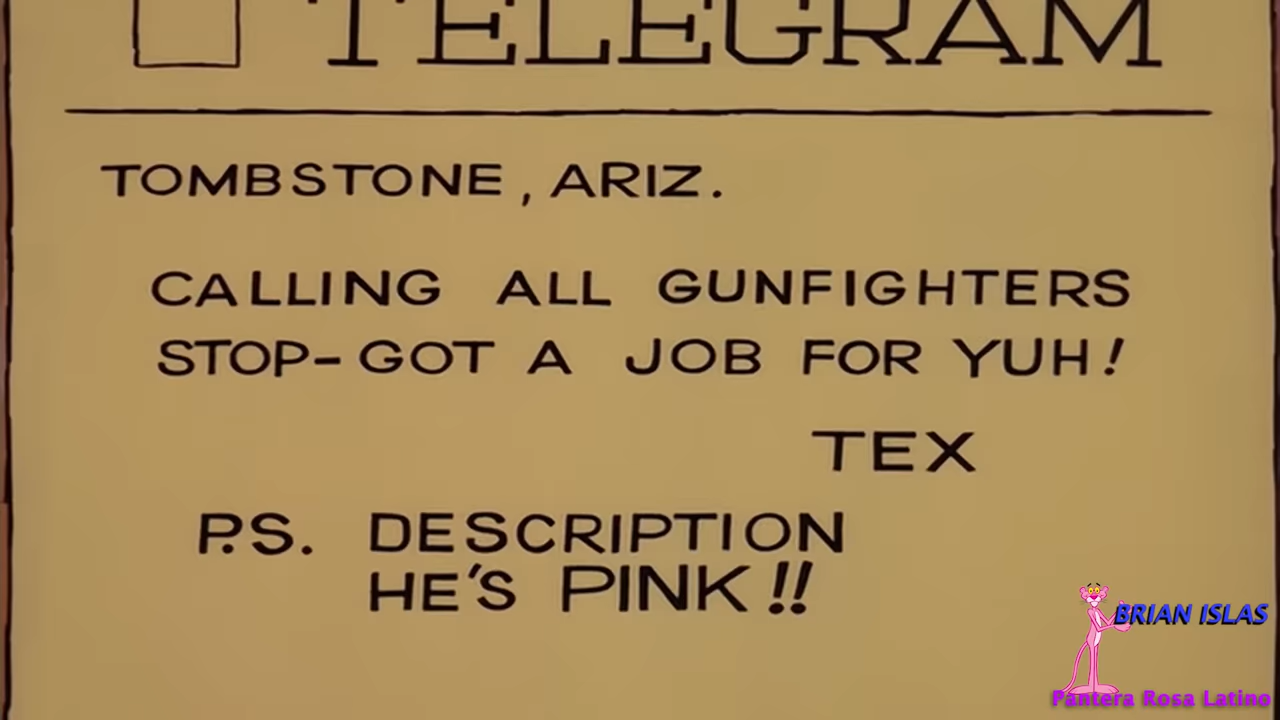 TELEGRAM
TOMBSTONE, ARIZ.
CALLING ALL GUNFIGHTERS
STOP-GOT A JOB FOR YUH!
TEX
P.S. DESCRIPTION
HE'S PINK!!
BRIAN ISLAS
Pantera Rosa Latino